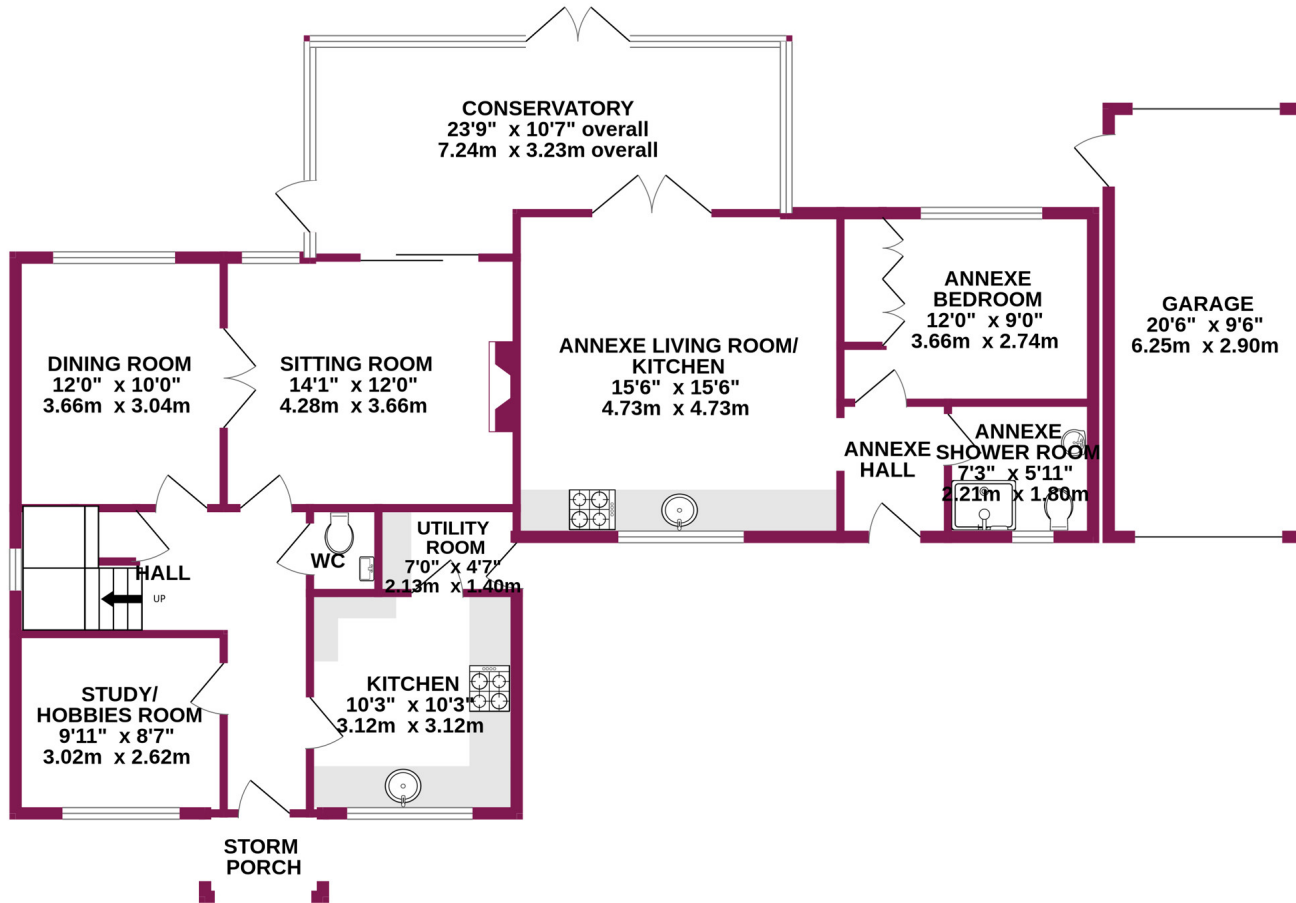 CONSERVATORY
23'9" x 10'7" overall
7.24m x 3.23m overall
DINING ROOM
12'0" x 10'0"
3.66m x 3.04m
SITTING ROOM
14'1" x 12'0"
4.28m x 3.66m
ANNEXE LIVING ROOM/
KITCHEN
15'6" x 15'6"
4.73m x 4.73m
ANNEXE
BEDROOM
12'0" x 9'0"
3.66m x 2.74m
GARAGE
20'6" x 9'6"
6.25m x 2.90m
ANNEXE
HALL
ANNEXE
SHOWER ROOM
7'3" x 5'11"
2.21m x 1.80m
HALL
UP
WC
UTILITY
ROOM
7'0" x 4'7"
2.13m x 1.40m
STUDY/
HOBBIES ROOM
9'11" x 8'7"
3.02m x 2.62m
KITCHEN
10'3" x 10'3"
3.12m x 3.12m
STORM
PORCH